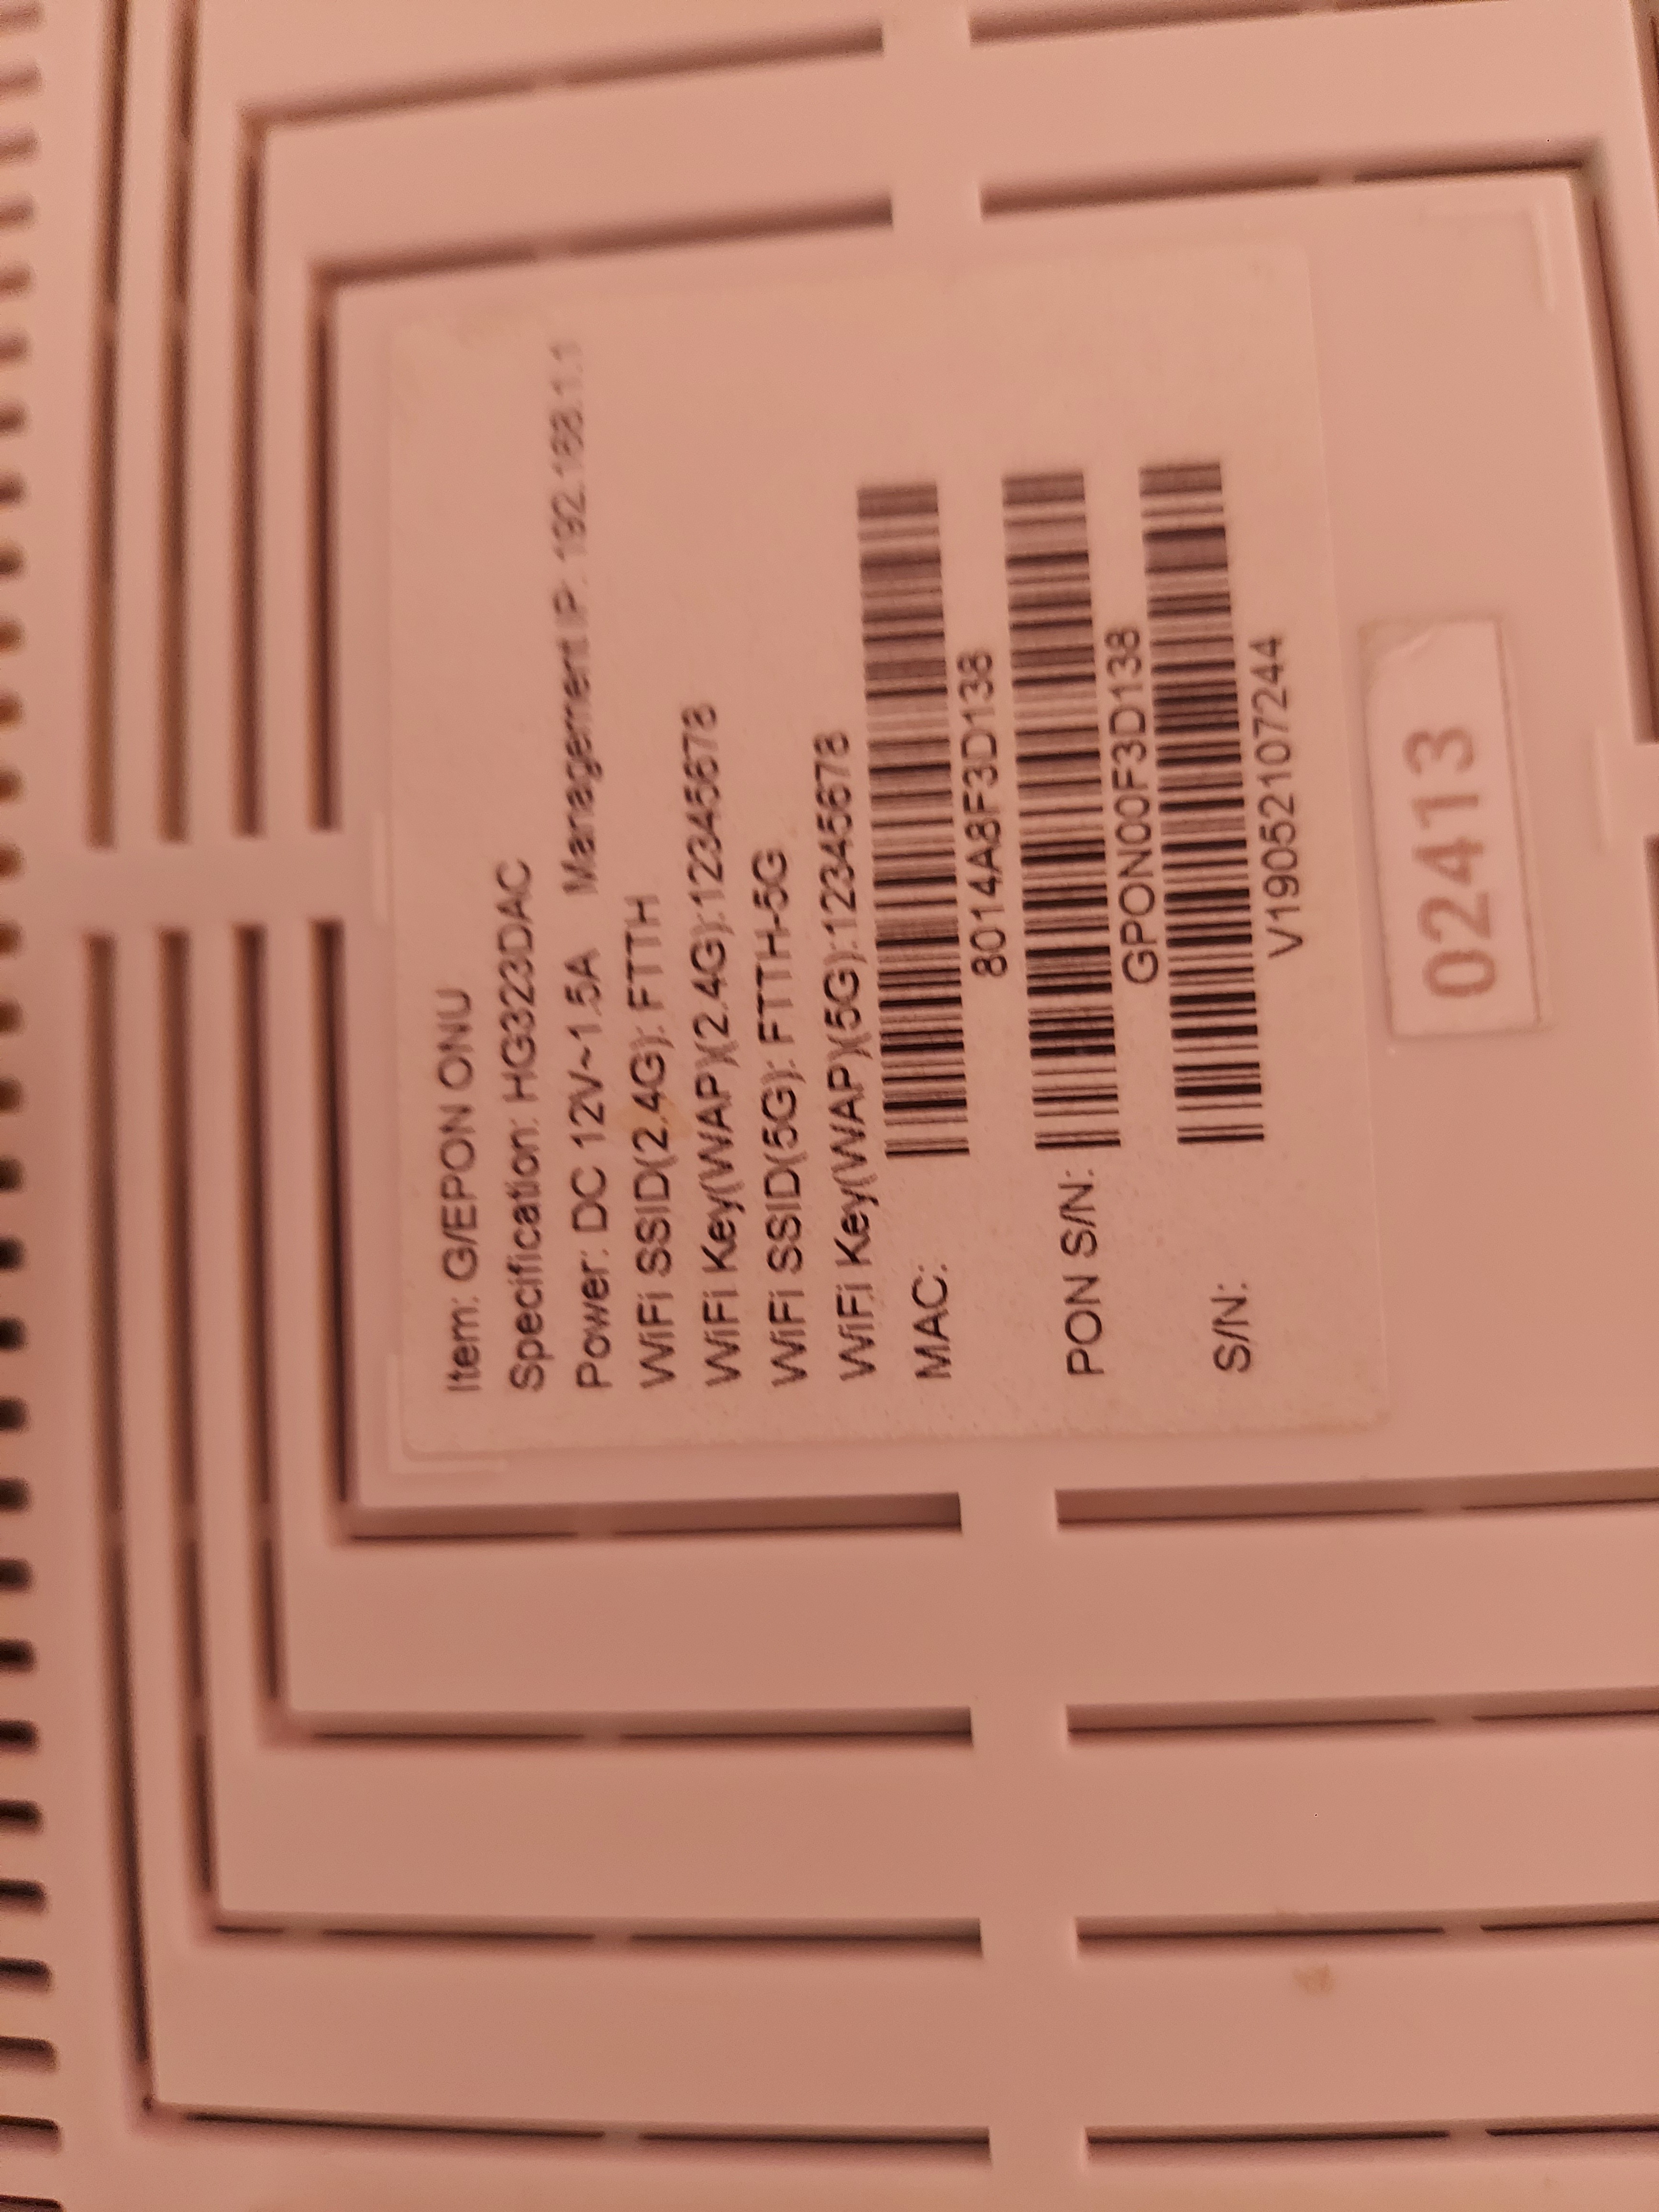 Item: G/EPON ONU
Specification: HG323DAC
Power: DC 12V~1.5A Management IP: 192.168.1.1
WiFi SSID(2.4G): FTTH
WiFi Key(WAP)(2.4G):12345678
WiFi SSID(5G): FTTH-5G
WiFi Key(WAP)(5G):12345678
MAC:
8014A8F3D138
PON S/N:
GPON00F3D138
S/N:
V19052107244
02413